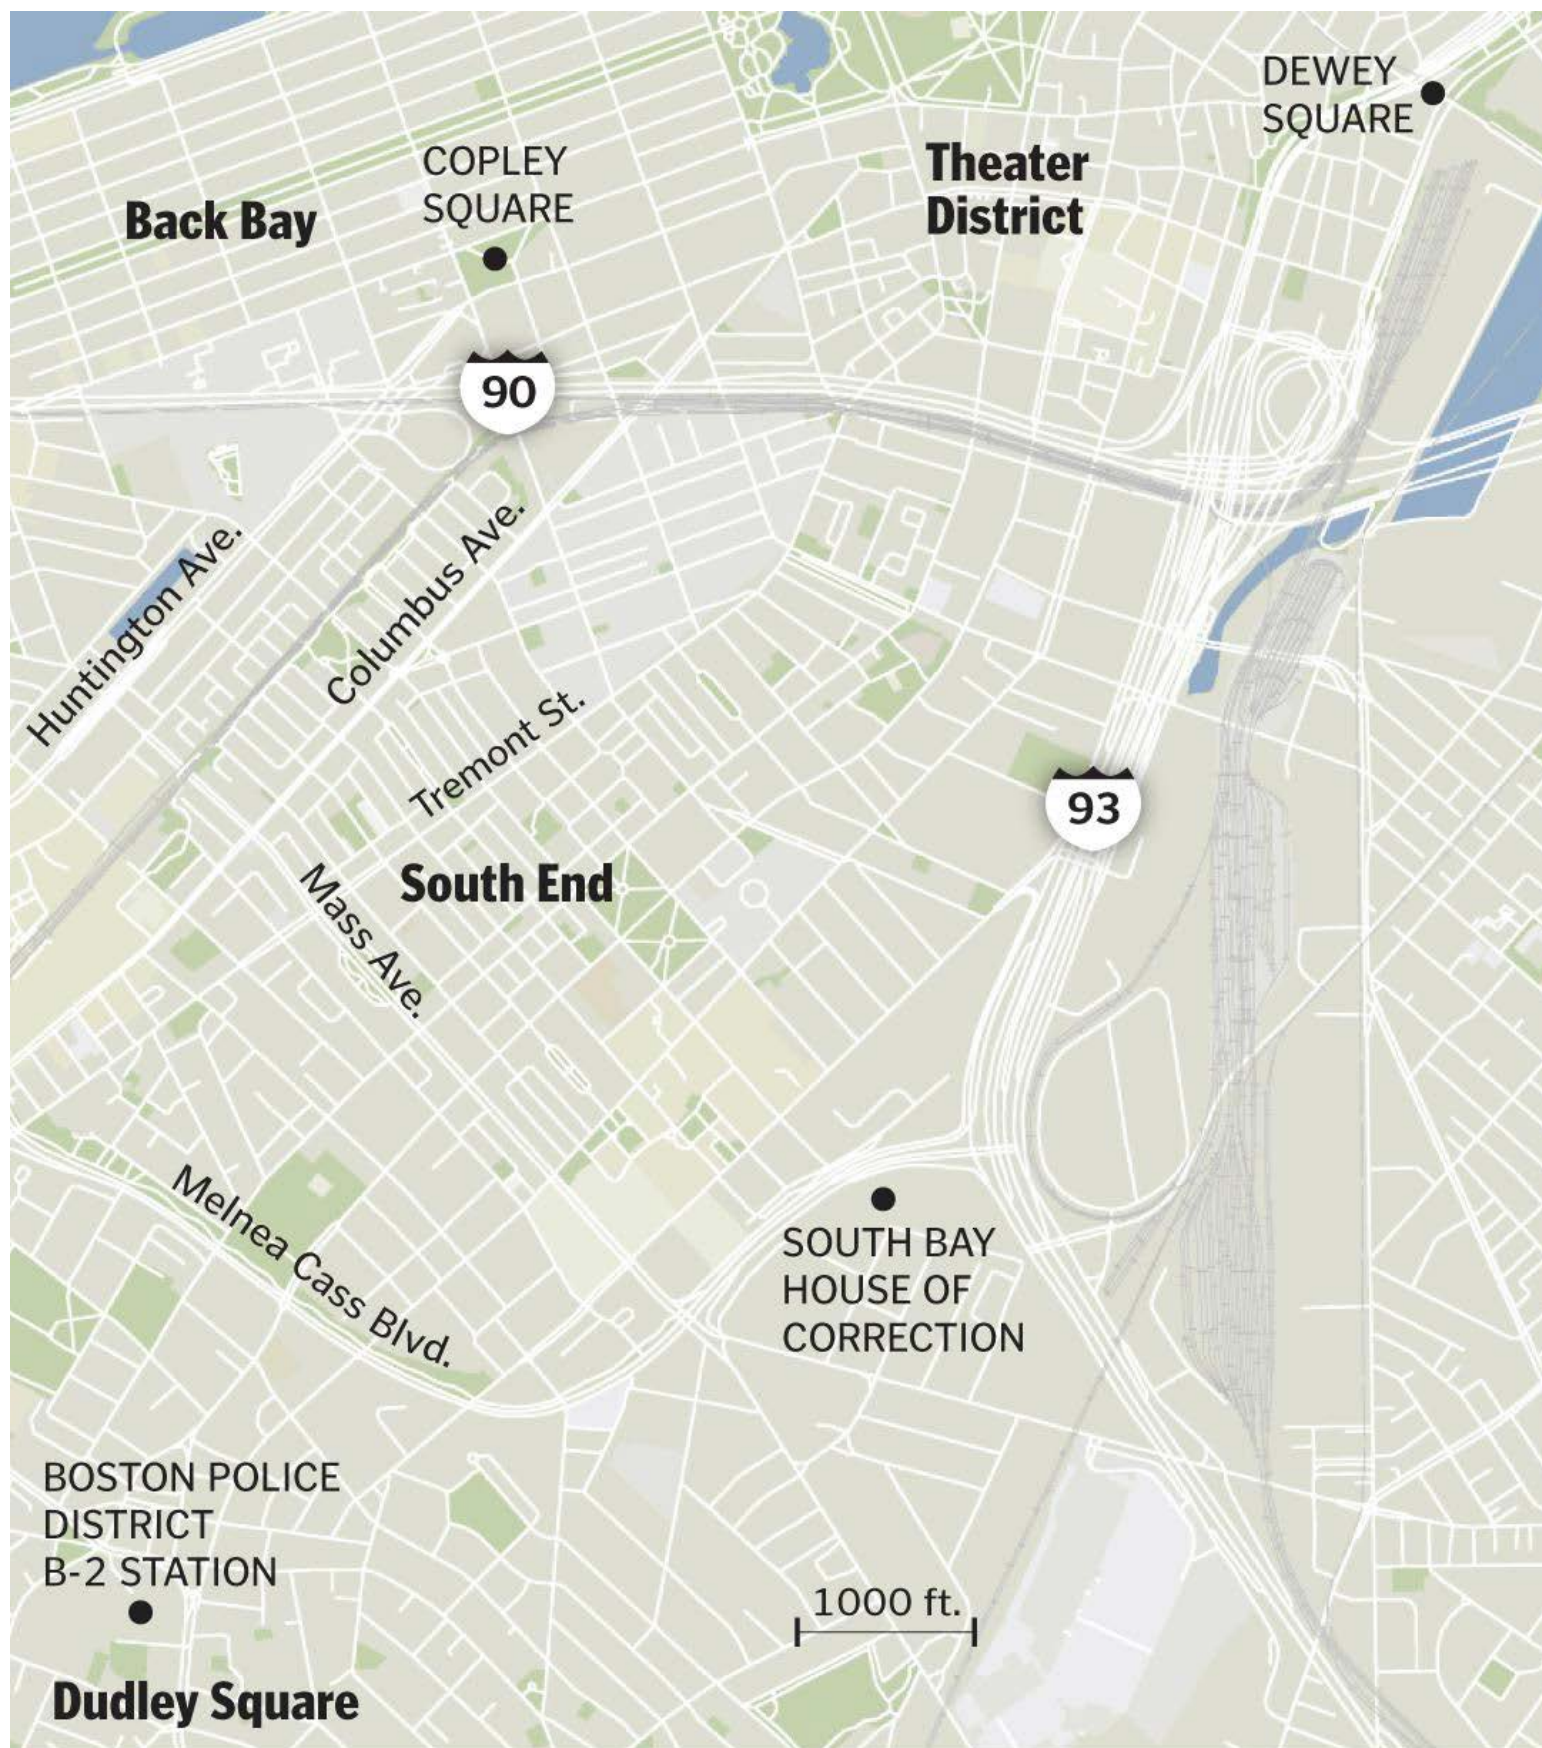 DEWEY
SQUARE
COPLEY
SQUARE
Theater
District
Back Bay
90
Huntington Ave.
Columbus Ave.
Tremont St.
93
South End
Mass Ave.
Melnea Cass Blvd.
SOUTH BAY
HOUSE OF
CORRECTION
BOSTON POLICE
DISTRICT
B-2 STATION
1000 ft.
Dudley Square